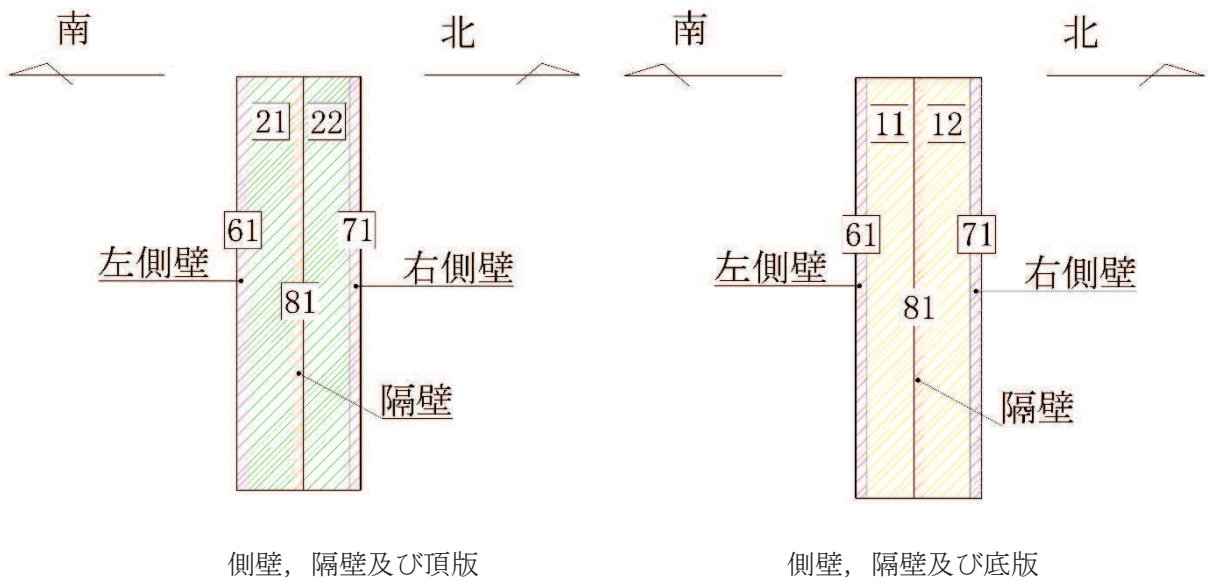 南 北 南 北
21 22 11 12
61 71 61 71
左側壁 右側壁 左側壁 右側壁
81 81
隔壁 隔壁
側壁，隔壁及び頂版 側壁，隔壁及び底版